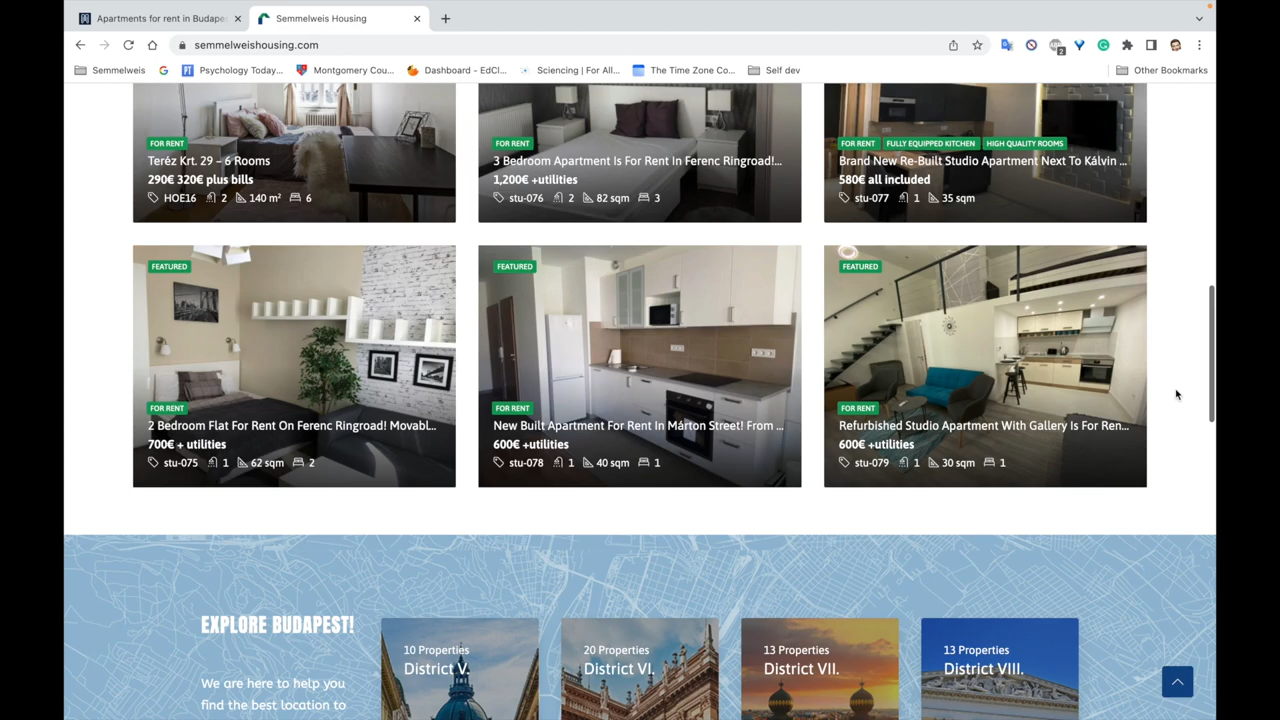 Apartments for rent in Budape
Semmelweis Housing
semmelweishousing.com
2
Semmelweis
Psychology Today...
Montgomery Cou...
Dashboard - EdCl...
Sciencing | For All...
The Time Zone Co...
Self dev
Other Bookmarks
FOR RENT
Teréz Krt. 29 – 6 Rooms
290€ 320€ plus bills
HOE16 2 140 m² 6
FOR RENT
3 Bedroom Apartment Is For Rent In Ferenc Ringroad!...
1,200€ +utilities
stu-076 2 82 sqm 3
FOR RENT FULLY EQUIPPED KITCHEN HIGH QUALITY ROOMS
Brand New Re-Built Studio Apartment Next To Kálvin ...
580€ all included
stu-077 1 35 sqm
FEATURED
FOR RENT
2 Bedroom Flat For Rent On Ferenc Ringroad! Movabl...
700€ + utilities
stu-075 1 62 sqm 2
FEATURED
FOR RENT
New Built Apartment For Rent In Márton Street! From ...
600€ +utilities
stu-078 1 40 sqm 1
FEATURED
FOR RENT
Refurbished Studio Apartment With Gallery Is For Ren...
600€ +utilities
stu-079 1 30 sqm 1
EXPLORE BUDAPEST!
We are here to help you
find the best location to
10 Properties
District V.
20 Properties
District VI.
13 Properties
District VII.
13 Properties
District VIII.